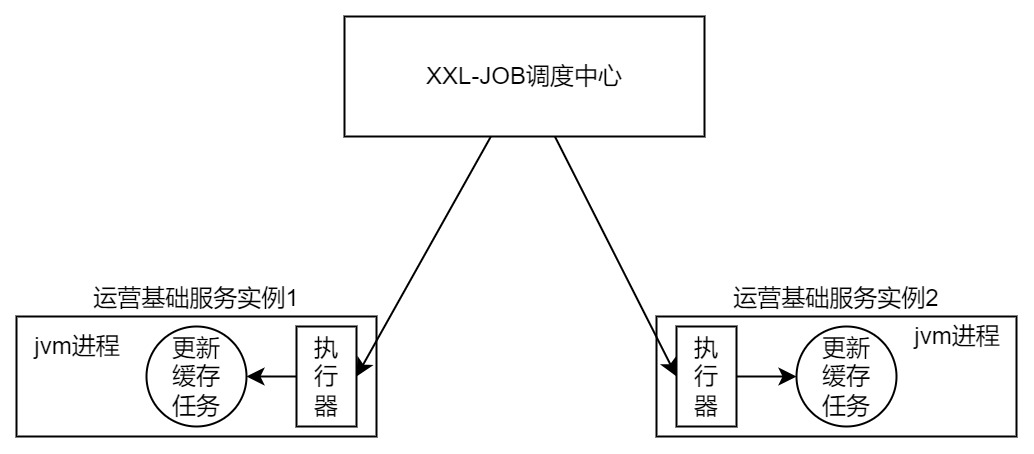 XXL-JOB调度中心
运营基础服务实例1
jvm进程
更新
缓存
任务
执
行
器
运营基础服务实例2
执
行
器
更新
缓存
任务
jvm进程